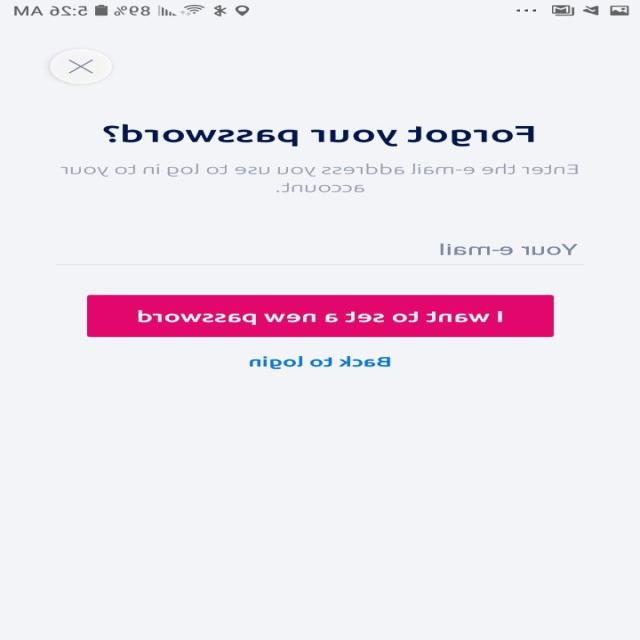 89% 5:26 AM
Forgot your password?
Enter the e-mail address you use to log in to your
account.
Your e-mail
I want to set a new password
Back to login